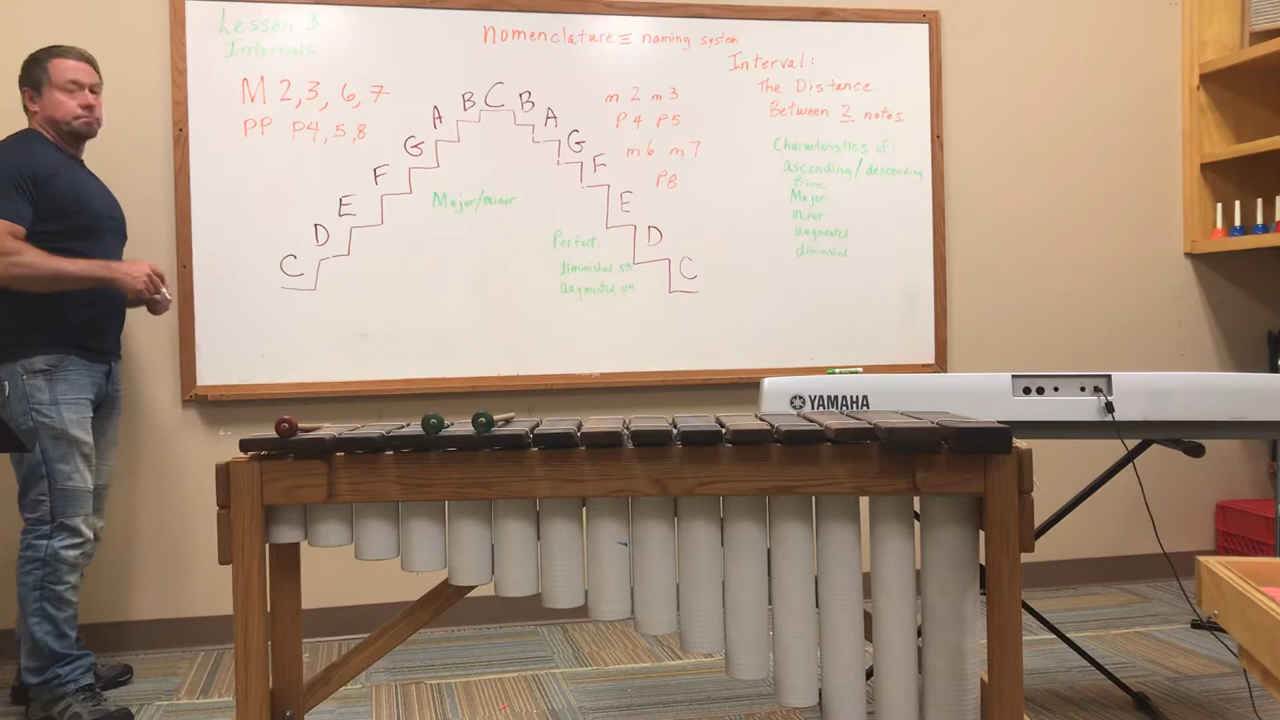 Lesson 3
Intervals
Nomenclature ≡ naming system
M 2, 3, 6, 7
PP P4, 5, 8
C D E F G A B C B A G F E D C
Major/minor
m 2 m 3
P 4 P 5
m 6 m 7
P8
Perfect:
diminished 5th
augmented
Interval:
The Distance
Between 2 notes.
Characteristics of:
ascending/descending
Prime
Major
minor
augmented
diminished
YAMAHA